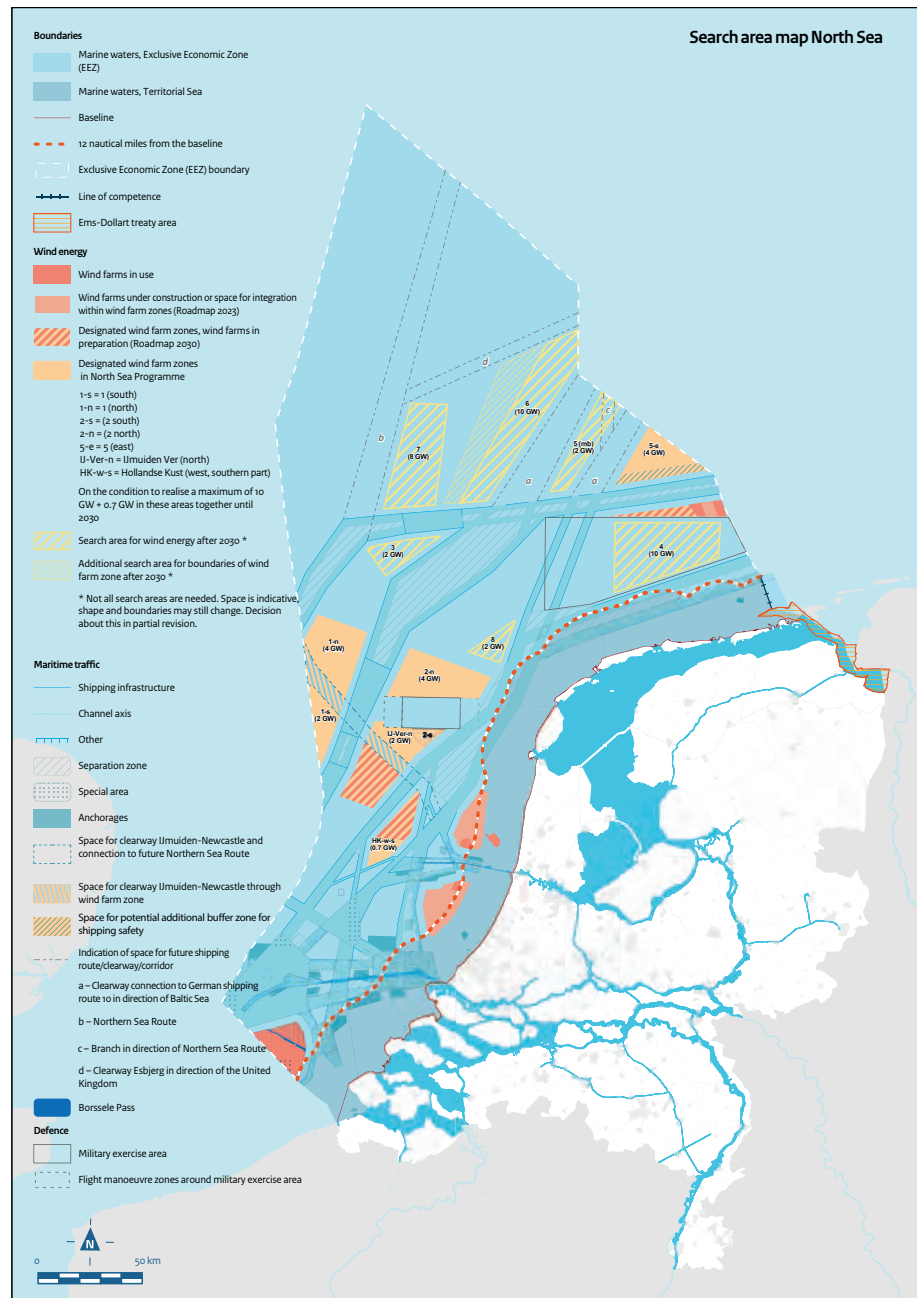 Search area map North Sea
Boundaries
Marine waters, Exclusive Economic Zone
(EEZ)
Marine waters, Territorial Sea
Baseline
12 nautical miles from the baseline
Exclusive Economic Zone (EEZ) boundary
Line of competence
Ems-Dollart treaty area
Wind energy
Wind farms in use
Wind farms under construction or space for integration
within wind farm zones (Roadmap 2023)
Designated wind farm zones, wind farms in
preparation (Roadmap 2030)
Designated wind farm zones
in North Sea Programme
1-s = 1 (south)
1-n = 1 (north)
2-s = (2 south)
2-n = (2 north)
5-e = 5 (east)
IJ-Ver-n = IJmuiden Ver (north)
HK-w-s = Hollandse Kust (west, southern part)
On the condition to realise a maximum of 10
GW + 0.7 GW in these areas together until
2030
Search area for wind energy after 2030 *
Additional search area for boundaries of wind
farm zone after 2030 *
* Not all search areas are needed. Space is indicative,
shape and boundaries may still change. Decision
about this in partial revision.
Maritime traffic
Shipping infrastructure
Channel axis
Other
Separation zone
Special area
Anchorages
Space for clearway IJmuiden-Newcastle and
connection to future Northern Sea Route
Space for clearway IJmuiden-Newcastle through
wind farm zone
Space for potential additional buffer zone for
shipping safety
Indication of space for future shipping
route/clearway/corridor
a – Clearway connection to German shipping
route 10 in direction of Baltic Sea
b – Northern Sea Route
c – Branch in direction of Northern Sea Route
d – Clearway Esbjerg in direction of the United
Kingdom
Borssele Pass
Defence
Military exercise area
Flight manoeuvre zones around military exercise area
N
0
50 km
d
6
(10 GW)
c
b
7
(8 GW)
5 (mb)
(2 GW)
5-e
(4 GW)
a
a
3
(2 GW)
4
(10 GW)
8
(2 GW)
1-n
(4 GW)
2-n
(4 GW)
1-s
(2 GW)
IJ-Ver-n
(2 GW)
2-s
HK-w-s
(0.7 GW)